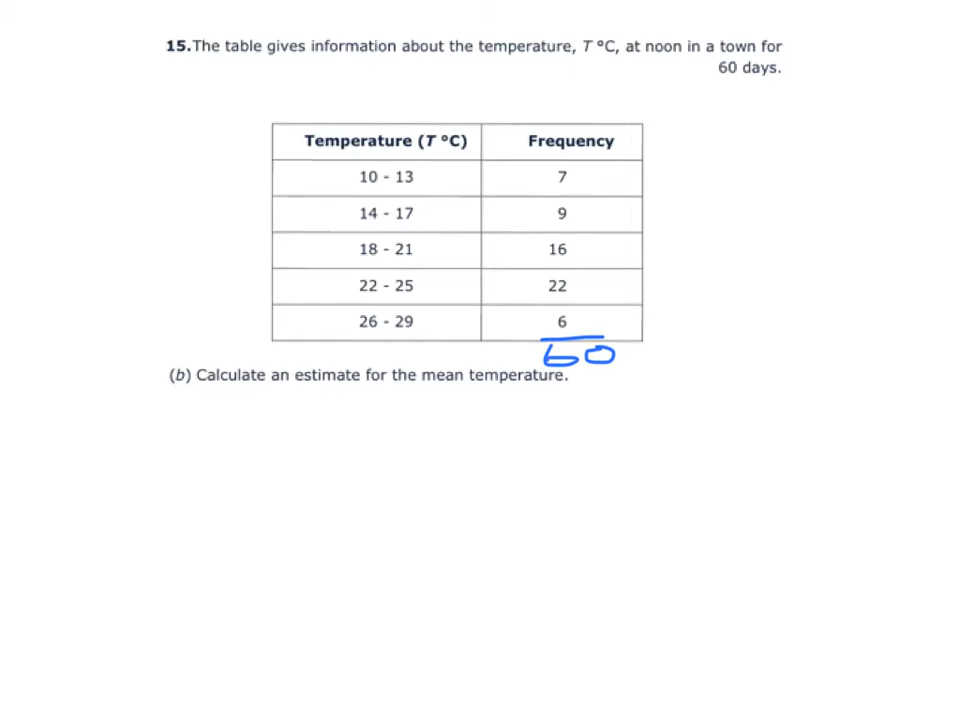 15.The table gives information about the temperature, T °C, at noon in a town for
60 days.
Temperature (T °C) Frequency
10 - 13 7
14 - 17 9
18 - 21 16
22 - 25 22
26 - 29 6
60
(b) Calculate an estimate for the mean temperature.